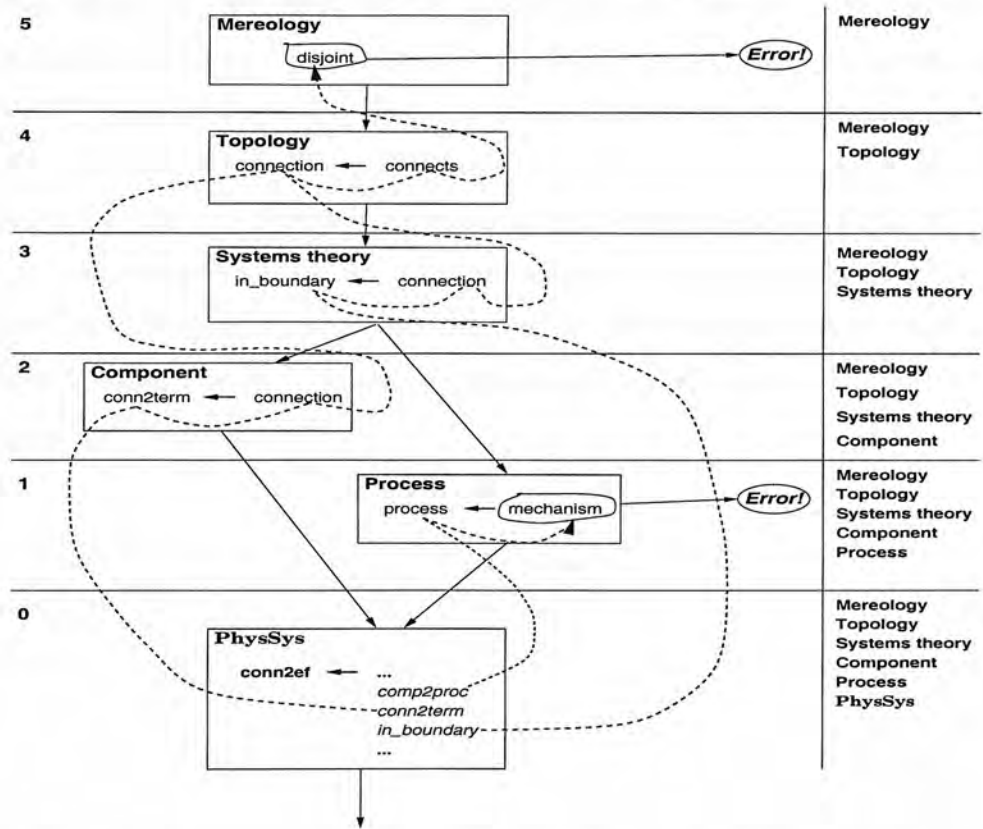 5
Mereology
disjoint
Error!
Mereology
4
Topology
connection
connects
Mereology
Topology
3
Systems theory
in_boundary
connection
Mereology
Topology
Systems theory
2
Component
conn2term
connection
Mereology
Topology
Systems theory
Component
1
Process
process
mechanism
Error!
Mereology
Topology
Systems theory
Component
Process
0
PhysSys
conn2ef
...
comp2proc
conn2term
in_boundary
...
Mereology
Topology
Systems theory
Component
Process
PhysSys